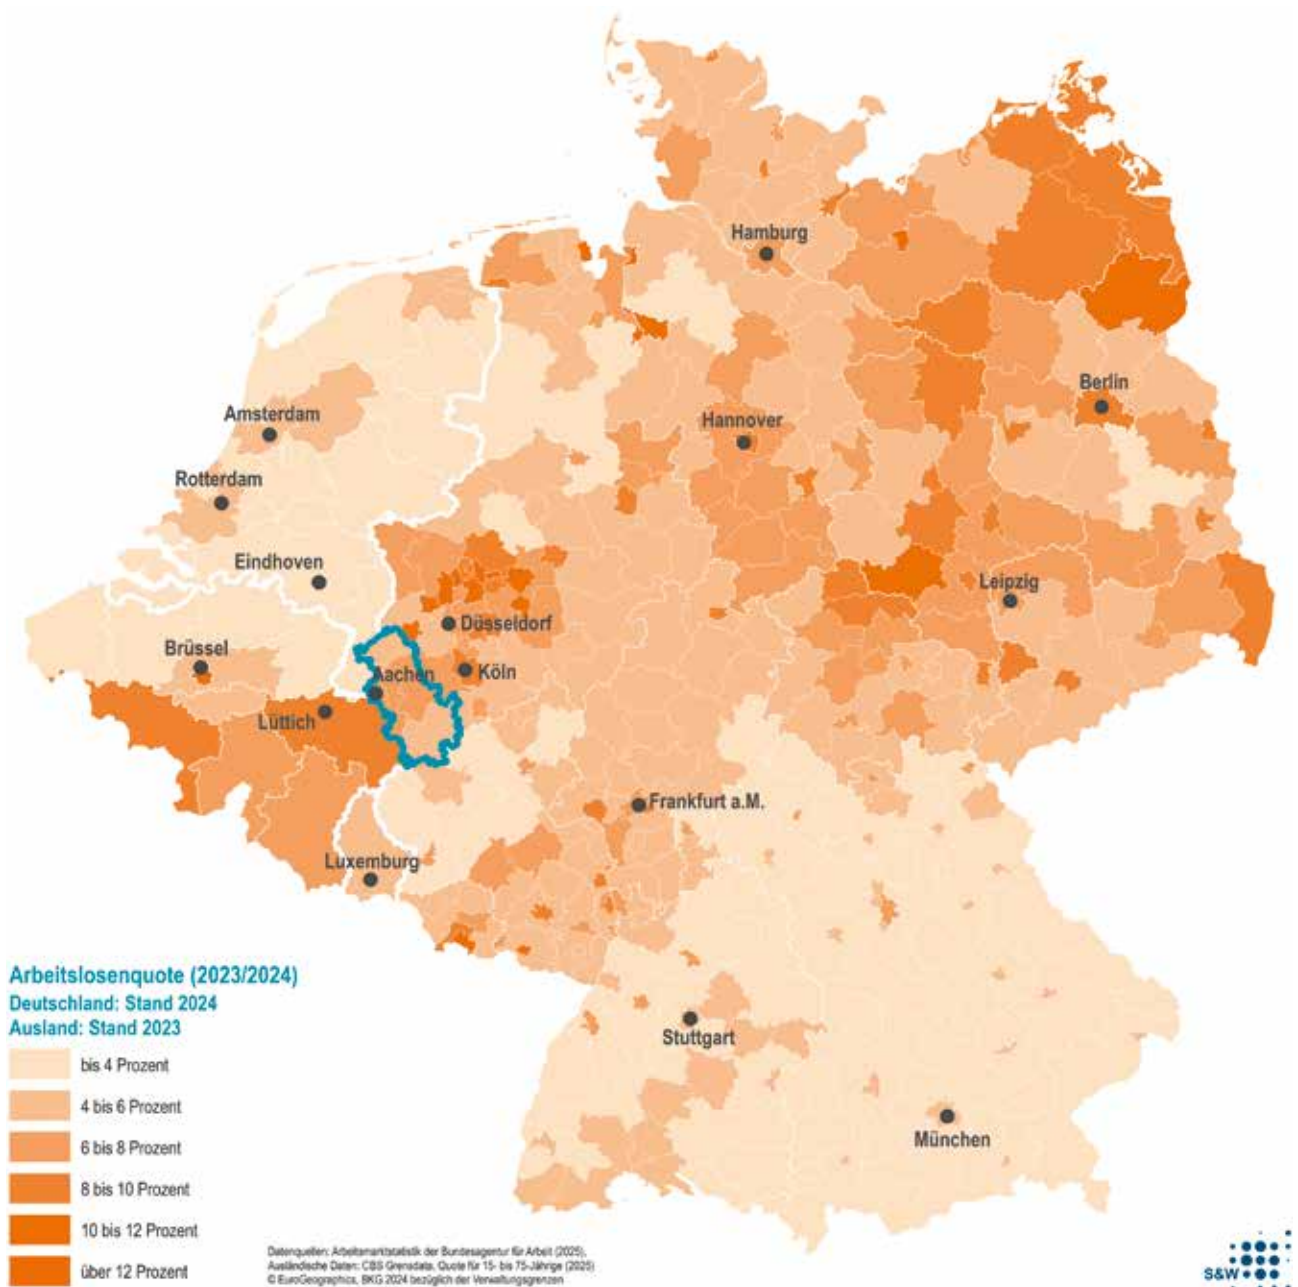 Hamburg
Berlin
Amsterdam
Hannover
Rotterdam
Eindhoven
Leipzig
Düsseldorf
Brüssel
Aachen
Köln
Lüttich
Frankfurt a.M.
Luxemburg
Stuttgart
München
Arbeitslosenquote (2023/2024)
Deutschland: Stand 2024
Ausland: Stand 2023
bis 4 Prozent
4 bis 6 Prozent
6 bis 8 Prozent
8 bis 10 Prozent
10 bis 12 Prozent
über 12 Prozent
Datenquellen: Arbeitsmarktstatistik der Bundesagentur für Arbeit (2025),
Ausländische Daten: CBS Grensdata, Quote für 15- bis 75-Jährige (2025)
© EuroGeographics, BKG 2024 bezüglich der Verwaltungsgrenzen
S&W